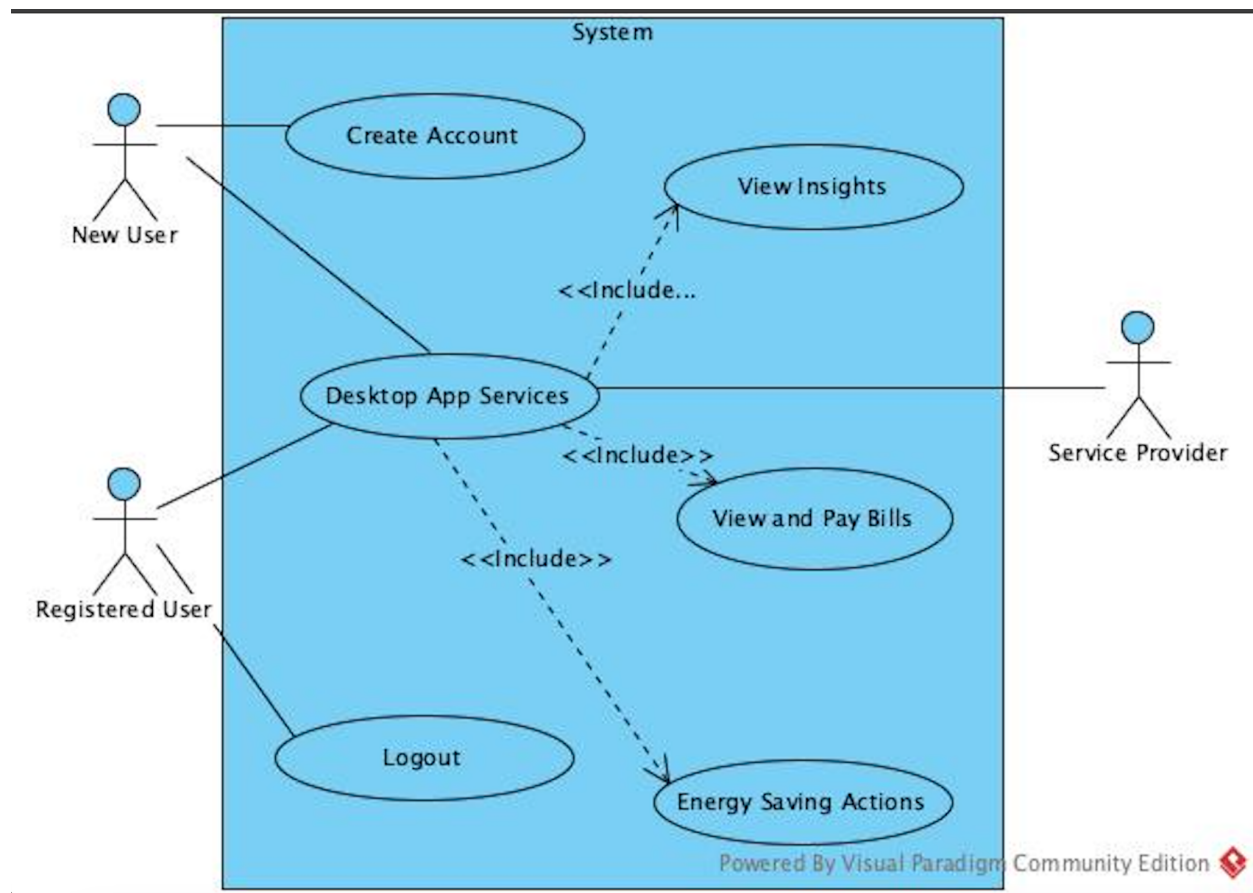 System
Create Account
View Insights
New User
<<Include...
Desktop App Services
Service Provider
<<Include>>
View and Pay Bills
<<Include>>
Registered User
Logout
Energy Saving Actions
Powered By Visual Paradigm Community Edition